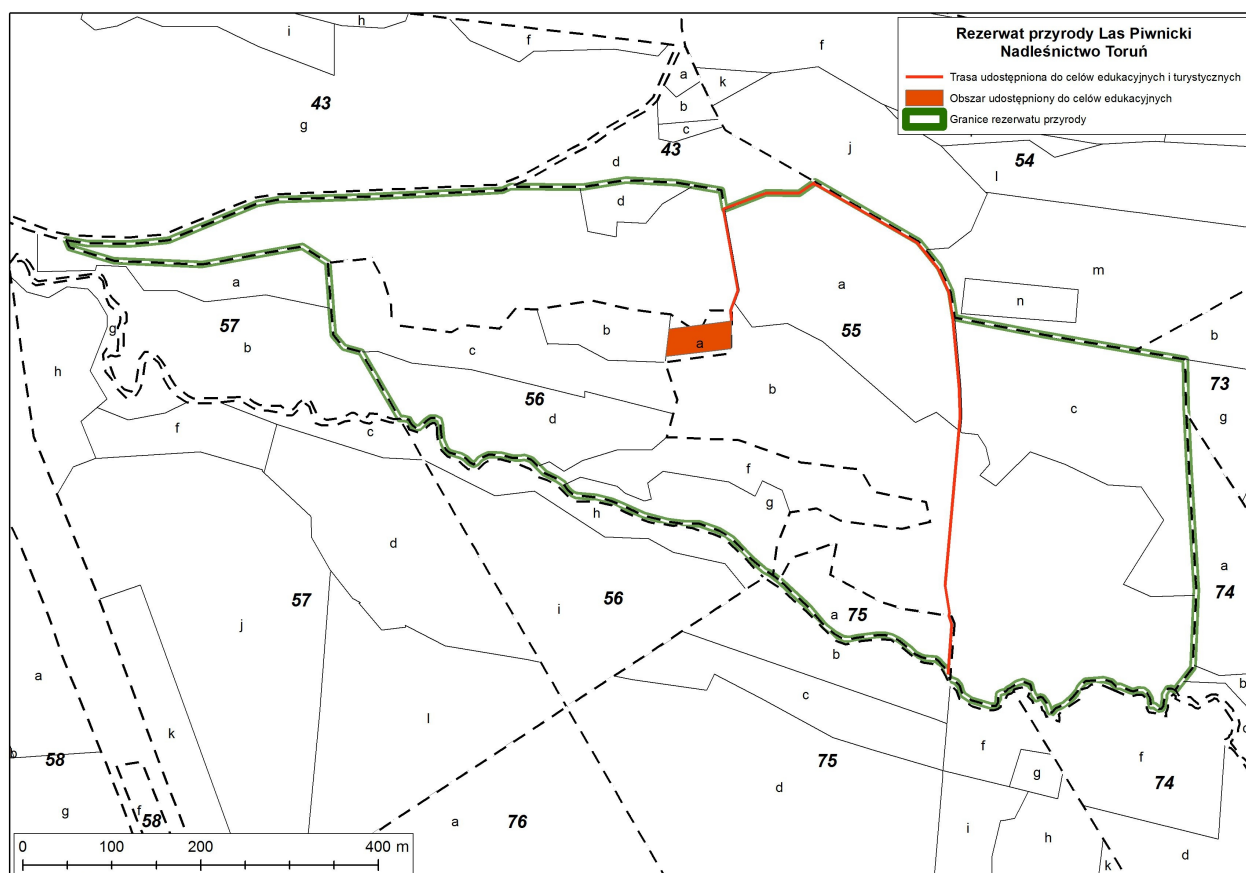 Rezerwat przyrody Las Piwnicki
Nadleśnictwo Toruń
Trasa udostępniona do celów edukacyjnych i turystycznych
Obszar udostępniony do celów edukacyjnych
Granice rezerwatu przyrody
i
h
f
f
a
k
b
43
g
c
43
j
54
d
l
d
m
a
a
n
g
57
b
55
b
b
c
a
h
56
73
b
c
g
d
f
c
f
g
h
d
a
57
i
56
75
74
j
a
b
a
c
b
l
k
c
f
b
58
75
f
74
g
d
g
f
58
a
76
i
h
d
k
0 100 200 400 m